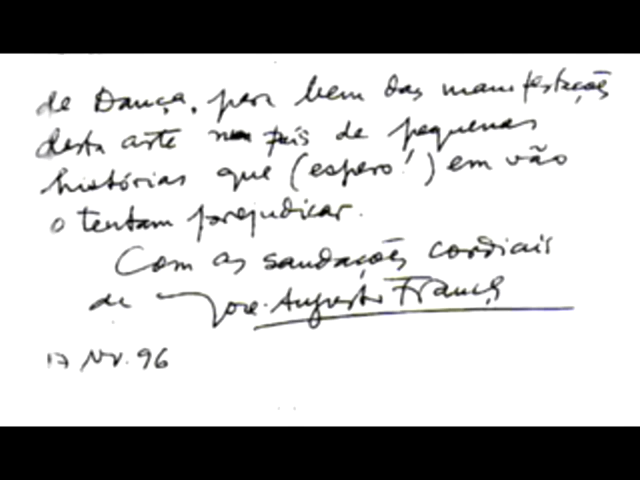 de Dança, para bem das manifestações
desta arte num país de pequenas
histórias que (espero!) em vão
o tentam prejudicar.
Com as saudações cordiais
de José-Augusto França
17 Nv. 96